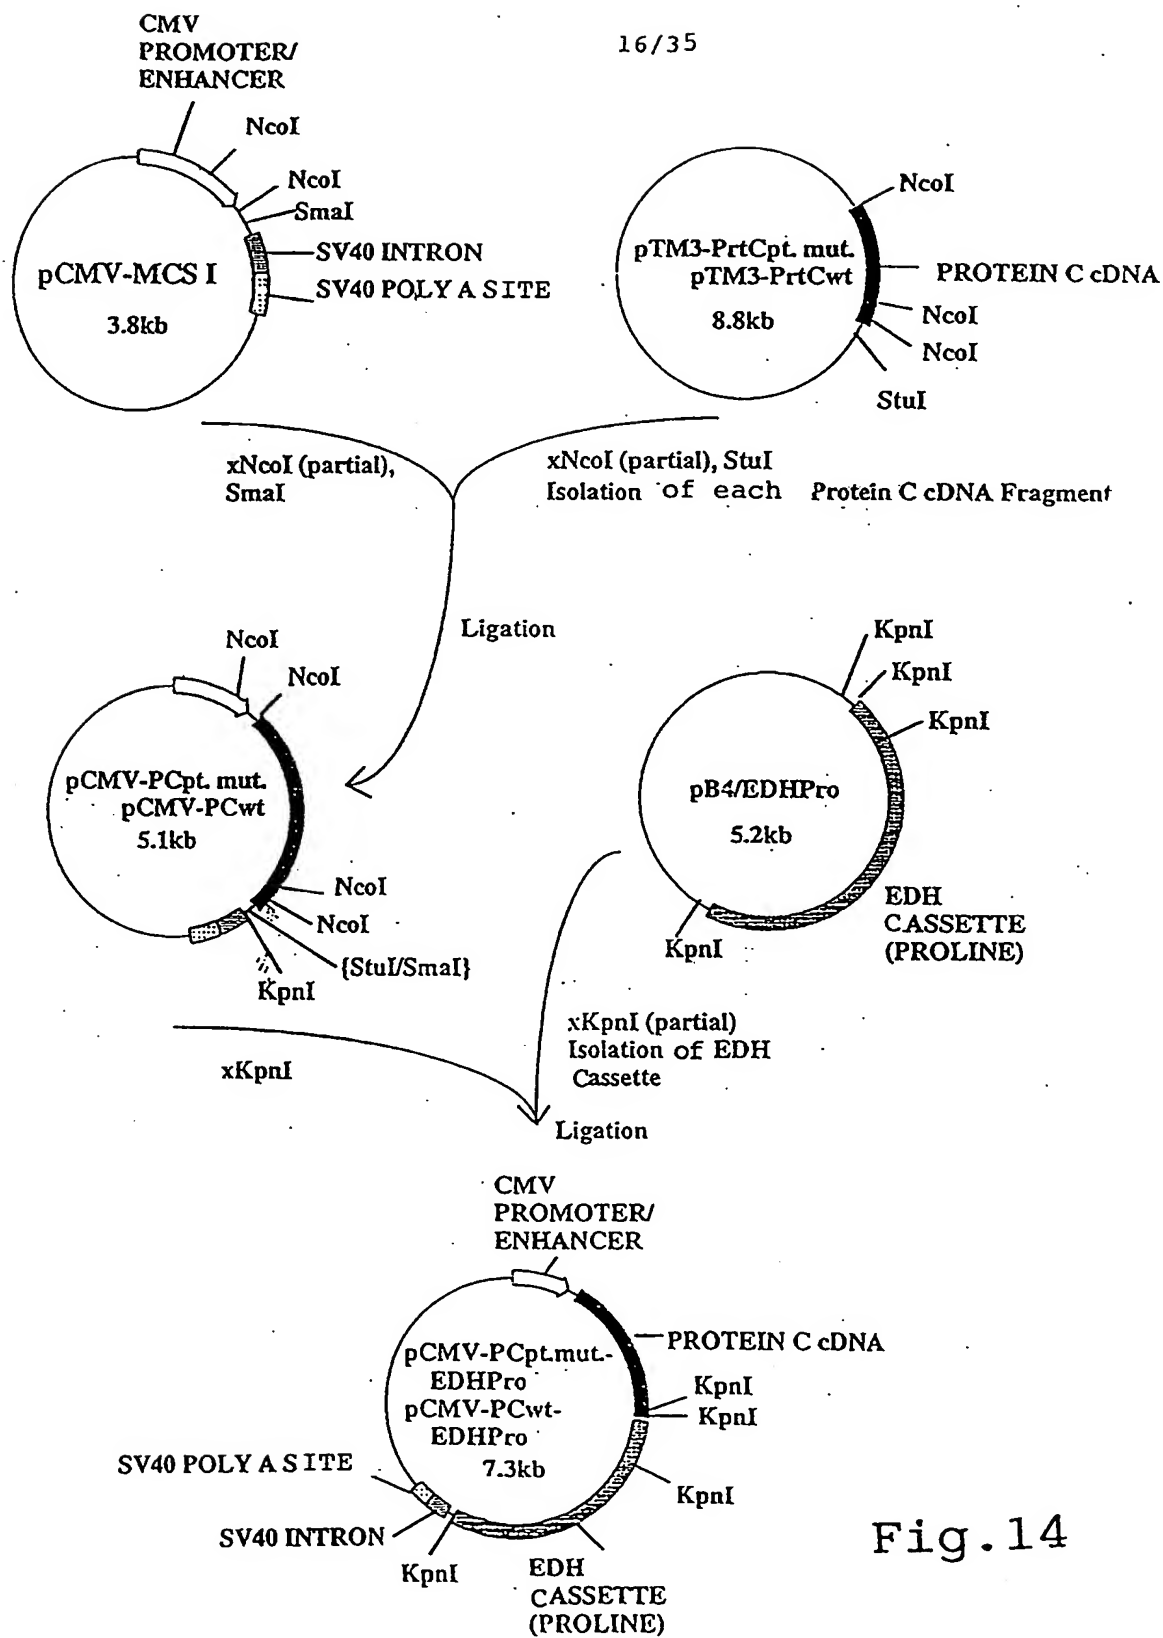 16/35
CMV
PROMOTER/
ENHANCER
NcoI
NcoI
SmaI
SV40 INTRON
SV40 POLY A SITE
pCMV-MCS I
3.8kb
NcoI
pTM3-PrtCpt. mut.
pTM3-PrtCwt
8.8kb
PROTEIN C cDNA
NcoI
NcoI
StuI
xNcoI (partial),
SmaI
xNcoI (partial), StuI
Isolation of each Protein C cDNA Fragment
Ligation
NcoI
NcoI
pCMV-PCpt. mut.
pCMV-PCwt
5.1kb
NcoI
NcoI
{StuI/SmaI}
KpnI
KpnI
KpnI
KpnI
pB4/EDHPro
5.2kb
EDH
CASSETTE
(PROLINE)
KpnI
xKpnI
xKpnI (partial)
Isolation of EDH
Cassette
Ligation
CMV
PROMOTER/
ENHANCER
PROTEIN C cDNA
pCMV-PCpt.mut.-
EDHPro
pCMV-PCwt-
EDHPro
7.3kb
KpnI
KpnI
KpnI
SV40 POLY A SITE
SV40 INTRON
KpnI
EDH
CASSETTE
(PROLINE)
Fig.14